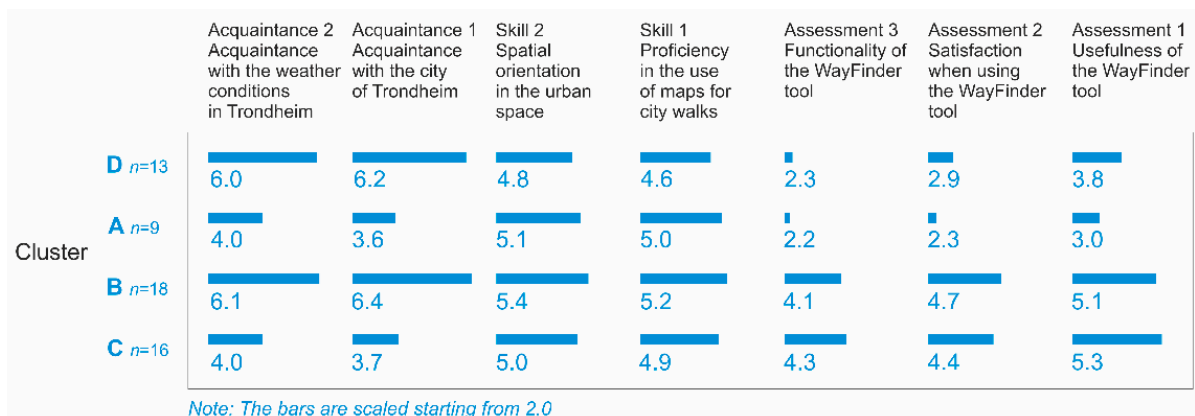 Acquaintance 2
Acquaintance
with the weather
conditions
in Trondheim
Acquaintance 1
Acquaintance
with the city
of Trondheim
Skill 2
Spatial
orientation
in the urban
space
Skill 1
Proficiency
in the use
of maps for
city walks
Assessment 3
Functionality of
the WayFinder
tool
Assessment 2
Satisfaction
when using
the WayFinder
tool
Assessment 1
Usefulness of
the WayFinder
tool
Cluster
D n=13
6.0 6.2 4.8 4.6 2.3 2.9 3.8
A n=9
4.0 3.6 5.1 5.0 2.2 2.3 3.0
B n=18
6.1 6.4 5.4 5.2 4.1 4.7 5.1
C n=16
4.0 3.7 5.0 4.9 4.3 4.4 5.3
Note: The bars are scaled starting from 2.0